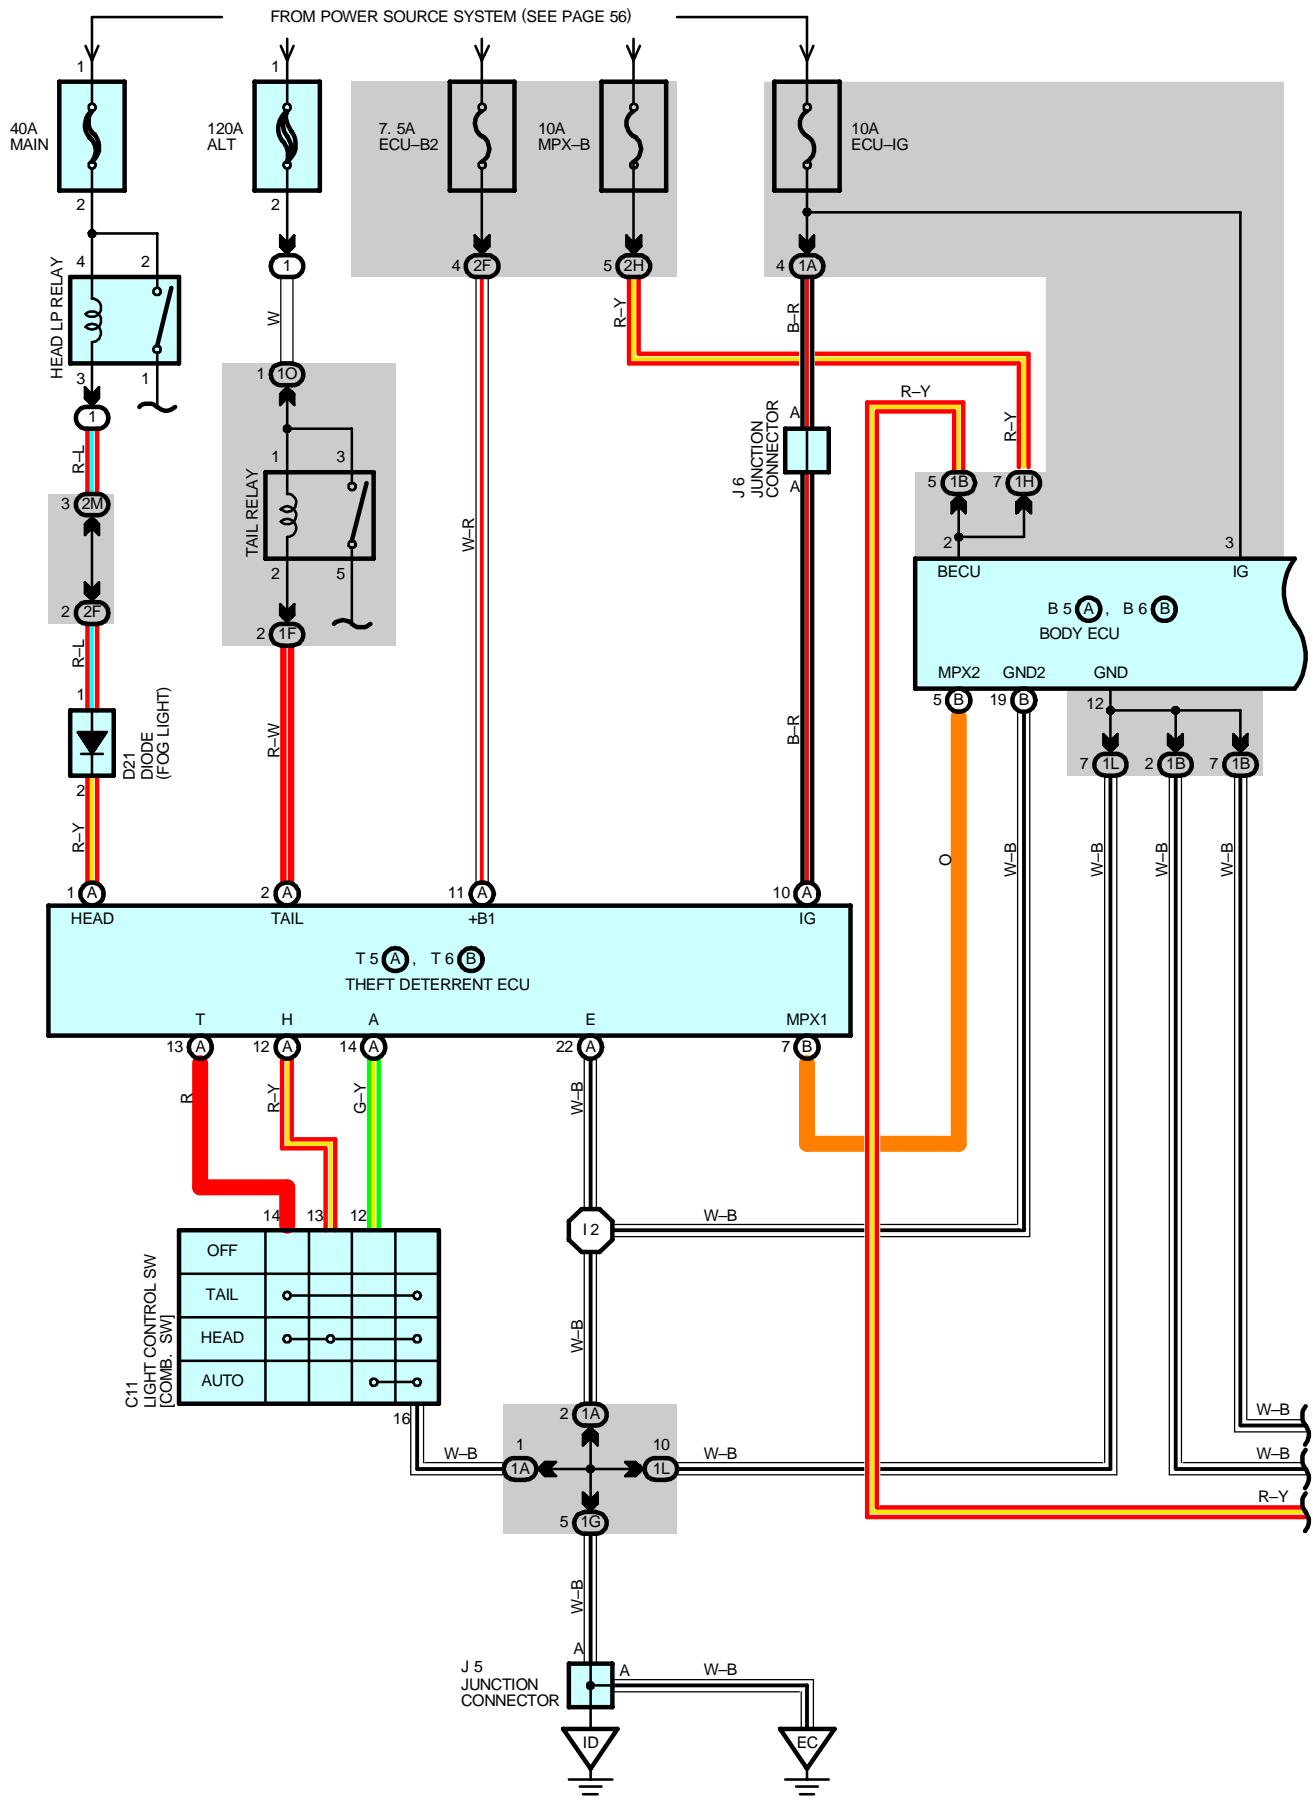 FROM POWER SOURCE SYSTEM (SEE PAGE 56)
1
1
40A
MAIN
120A
ALT
7. 5A
ECU–B2
10A
MPX–B
10A
ECU–IG
2
2
4
2
1
4
2F
5
2H
4
1A
HEAD LP RELAY
W
R–Y
B–R
3
1
1
1
1O
R–Y
A
J 6
JUNCTION
CONNECTOR
A
R–Y
R–L
3
2M
1
3
TAIL RELAY
5
1B
7
1H
W–R
2
3
2
5
BECU
IG
2
2F
2
1F
B 5
A
,
B 6
B
BODY ECU
R–L
MPX2
GND2
GND
1
5
B
19
B
12
D21
DIODE
(FOG LIGHT)
R–W
B–R
7
1L
2
1B
7
1B
2
R–Y
O
W–B
W–B
W–B
W–B
1
A
2
A
11
A
10
A
HEAD
TAIL
+B1
IG
T 5
A
,
T 6
B
THEFT DETERRENT ECU
T
H
A
E
MPX1
13
A
12
A
14
A
22
A
7
B
R
R–Y
G–Y
W–B
14
13
12
I 2
W–B
C11
LIGHT CONTROL SW
[COMB. SW]
OFF
TAIL
HEAD
AUTO
W–B
16
2
1A
W–B
1
1A
10
1L
W–B
W–B
W–B
R–Y
5
1G
W–B
A
J 5
JUNCTION
CONNECTOR
A
W–B
ID
EC